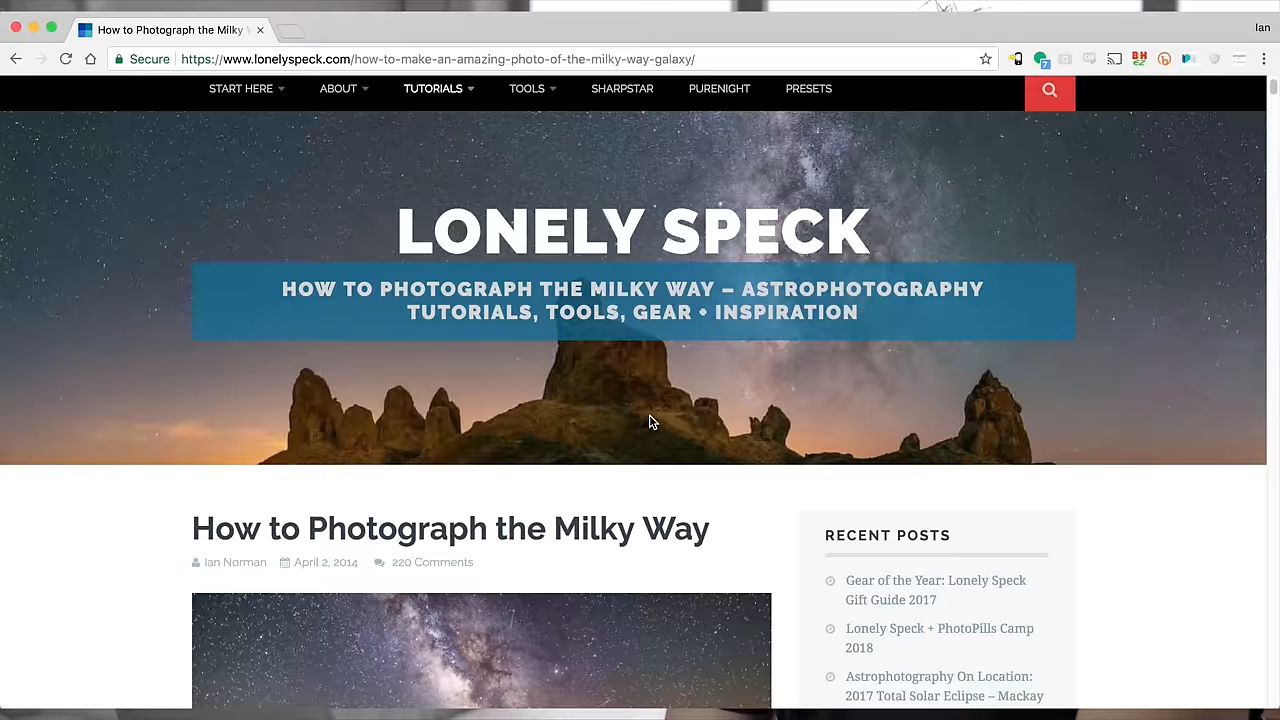 How to Photograph the Milky
Ian
Secure
https://www.lonelyspeck.com/how-to-make-an-amazing-photo-of-the-milky-way-galaxy/
7
BH
EZ
START HERE
ABOUT
TUTORIALS
TOOLS
SHARPSTAR
PURENIGHT
PRESETS
LONELY SPECK
HOW TO PHOTOGRAPH THE MILKY WAY – ASTROPHOTOGRAPHY
TUTORIALS, TOOLS, GEAR + INSPIRATION
How to Photograph the Milky Way
Ian Norman
April 2, 2014
220 Comments
RECENT POSTS
Gear of the Year: Lonely Speck
Gift Guide 2017
Lonely Speck + PhotoPills Camp
2018
Astrophotography On Location:
2017 Total Solar Eclipse – Mackay